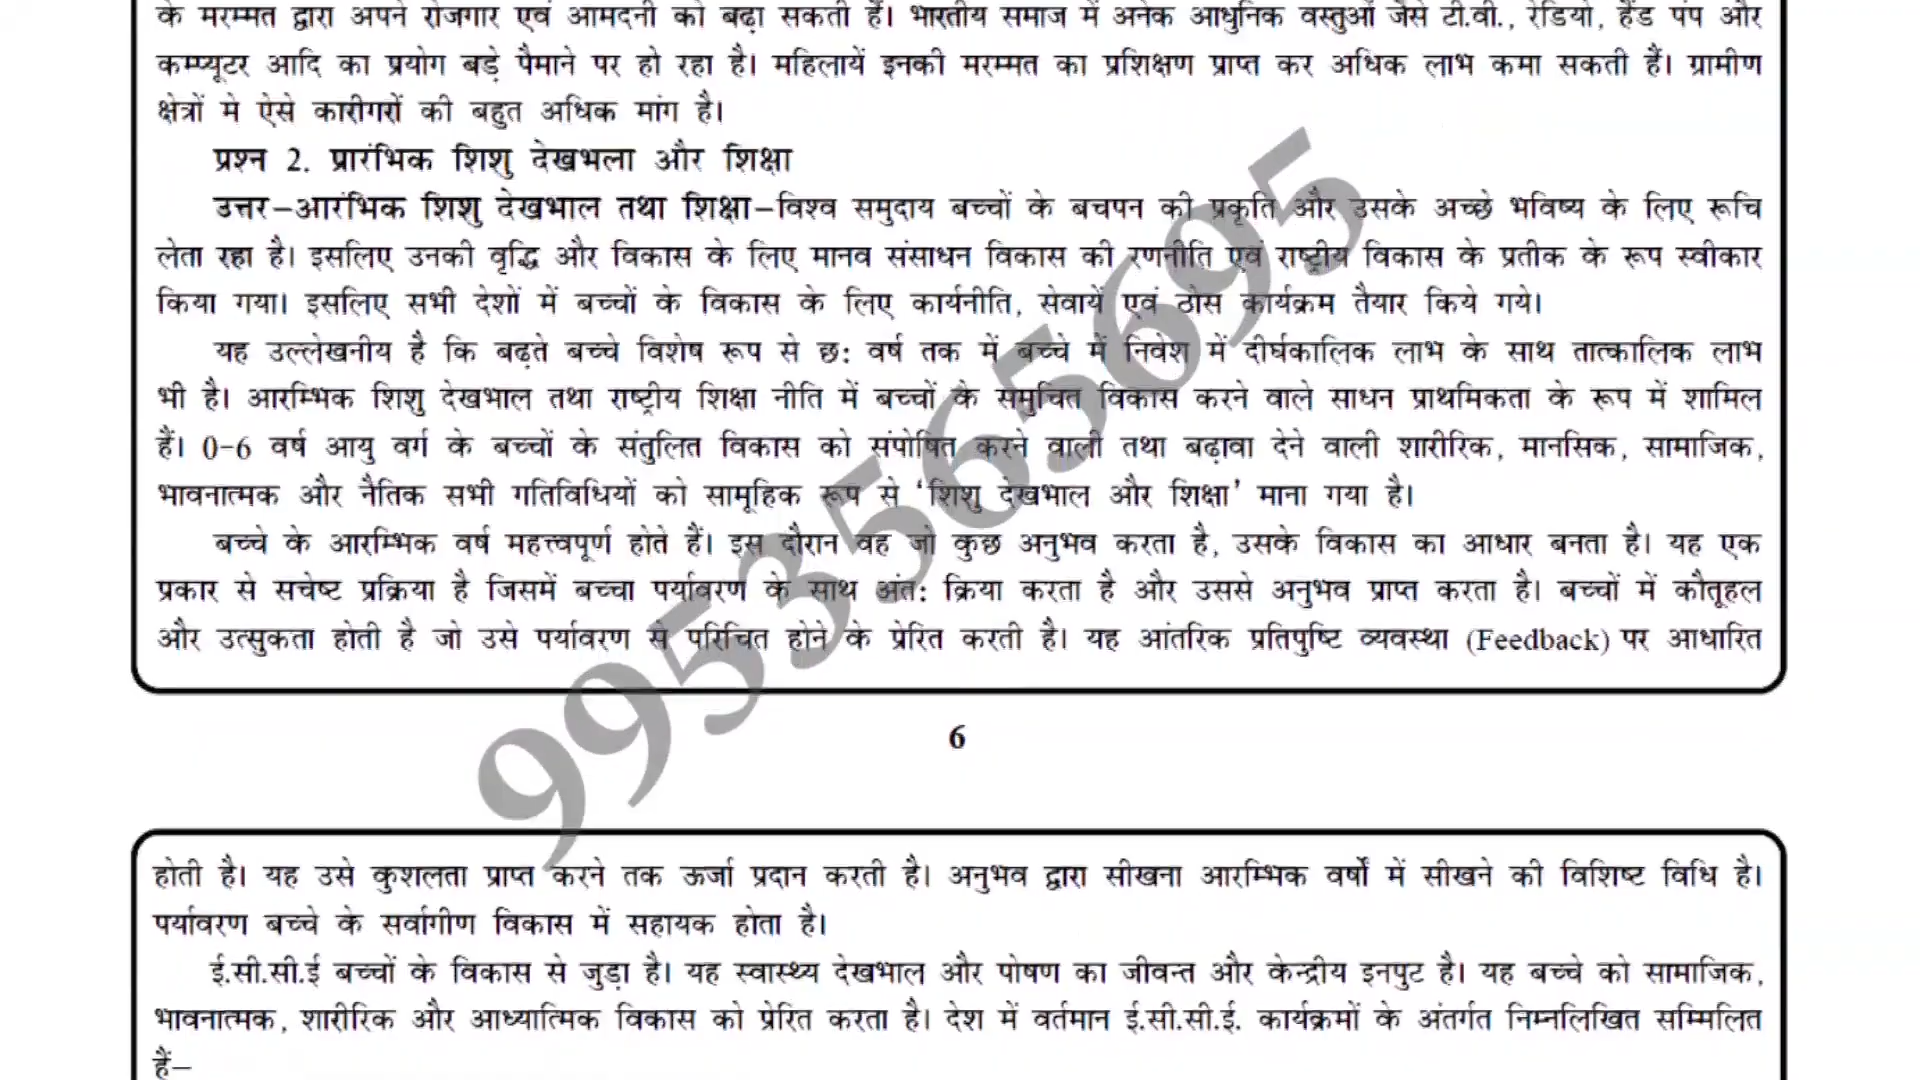 के मरम्मत द्वारा अपने रोजगार एवं आमदनी को बढ़ा सकती हैं। भारतीय समाज में अनेक आधुनिक वस्तुओं जैसे टी.वी., रेडियो, हैंड पंप और
कम्प्यूटर आदि का प्रयोग बड़े पैमाने पर हो रहा है। महिलायें इनकी मरम्मत का प्रशिक्षण प्राप्त कर अधिक लाभ कमा सकती हैं। ग्रामीण
क्षेत्रों मे ऐसे कारीगरों की बहुत अधिक मांग है।
प्रश्न 2. प्रारंभिक शिशु देखभला और शिक्षा
उत्तर–आरंभिक शिशु देखभाल तथा शिक्षा–विश्व समुदाय बच्चों के बचपन की प्रकृति और उसके अच्छे भविष्य के लिए रूचि
लेता रहा है। इसलिए उनकी वृद्धि और विकास के लिए मानव संसाधन विकास की रणनीति एवं राष्ट्रीय विकास के प्रतीक के रूप स्वीकार
किया गया। इसलिए सभी देशों में बच्चों के विकास के लिए कार्यनीति, सेवायें एवं ठोस कार्यक्रम तैयार किये गये।
यह उल्लेखनीय है कि बढ़ते बच्चे विशेष रूप से छ: वर्ष तक में बच्चे में निवेश में दीर्घकालिक लाभ के साथ तात्कालिक लाभ
भी है। आरम्भिक शिशु देखभाल तथा राष्ट्रीय शिक्षा नीति में बच्चों के समुचित विकास करने वाले साधन प्राथमिकता के रूप में शामिल
हैं। 0-6 वर्ष आयु वर्ग के बच्चों के संतुलित विकास को संपोषित करने वाली तथा बढ़ावा देने वाली शारीरिक, मानसिक, सामाजिक,
भावनात्मक और नैतिक सभी गतिविधियों को सामूहिक रूप से ‘शिशु देखभाल और शिक्षा’ माना गया है।
बच्चे के आरम्भिक वर्ष महत्त्वपूर्ण होते हैं। इस दौरान वह जो कुछ अनुभव करता है, उसके विकास का आधार बनता है। यह एक
प्रकार से सचेष्ट प्रक्रिया है जिसमें बच्चा पर्यावरण के साथ अंत: क्रिया करता है और उससे अनुभव प्राप्त करता है। बच्चों में कौतूहल
और उत्सुकता होती है जो उसे पर्यावरण से परिचित होने के प्रेरित करती है। यह आंतरिक प्रतिपुष्टि व्यवस्था (Feedback) पर आधारित
6
9953565695
होती है। यह उसे कुशलता प्राप्त करने तक ऊर्जा प्रदान करती है। अनुभव द्वारा सीखना आरम्भिक वर्षों में सीखने की विशिष्ट विधि है।
पर्यावरण बच्चे के सर्वागीण विकास में सहायक होता है।
ई.सी.सी.ई बच्चों के विकास से जुड़ा है। यह स्वास्थ्य देखभाल और पोषण का जीवन्त और केन्द्रीय इनपुट है। यह बच्चे को सामाजिक,
भावनात्मक, शारीरिक और आध्यात्मिक विकास को प्रेरित करता है। देश में वर्तमान ई.सी.सी.ई. कार्यक्रमों के अंतर्गत निम्नलिखित सम्मिलित
हैं–